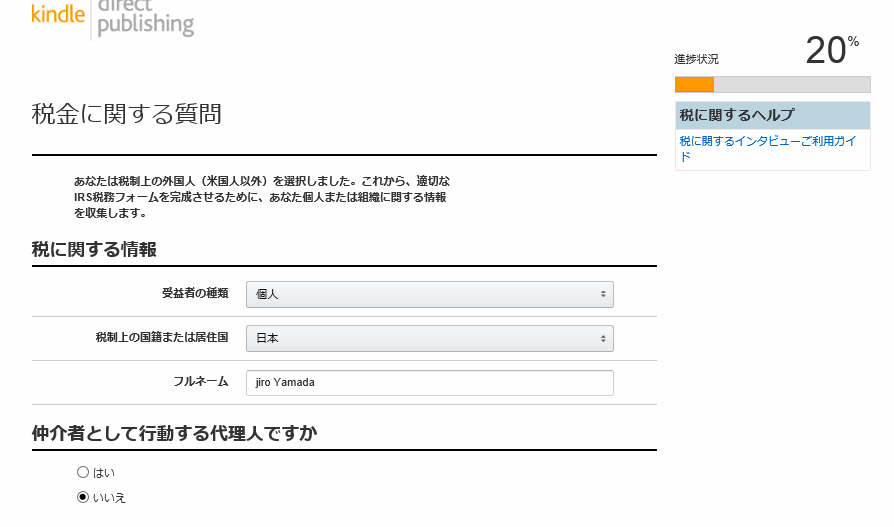 kindle direct
publishing
進捗状況 20%
税に関するヘルプ
税に関するインタビューご利用ガイ
ド
税金に関する質問
あなたは税制上の外国人（米国人以外）を選択しました。これから、適切な
IRS税務フォームを完成させるために、あなた個人または組織に関する情報
を収集します。
税に関する情報
受益者の種類 個人
税制上の国籍または居住国 日本
フルネーム jiro Yamada
仲介者として行動する代理人ですか
はい
いいえ